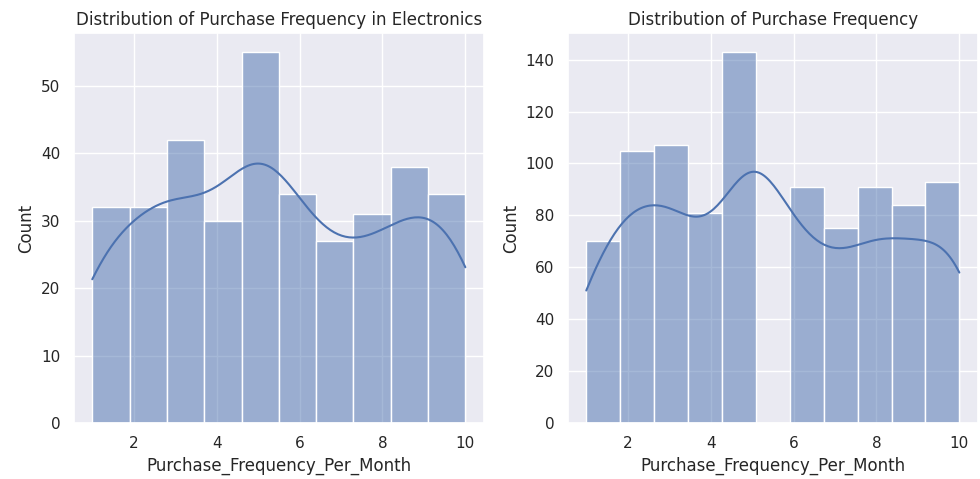 Distribution of Purchase Frequency in Electronics
50
40
30
20
10
0
Count
2 4 6 8 10
Purchase_Frequency_Per_Month
Distribution of Purchase Frequency
140
120
100
80
60
40
20
0
Count
2 4 6 8 10
Purchase_Frequency_Per_Month